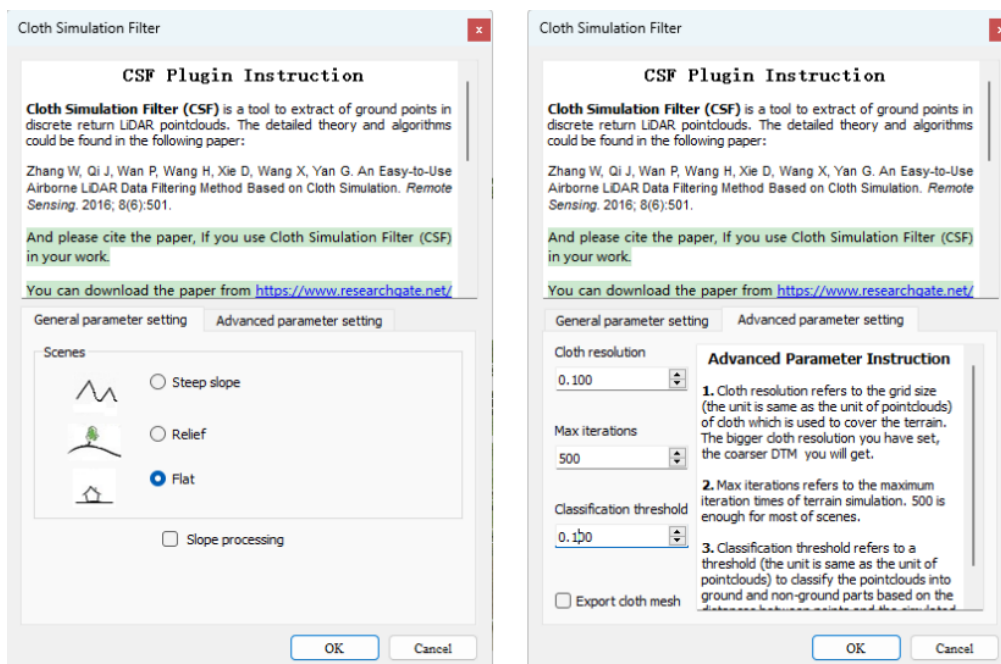 Cloth Simulation Filter
x
CSF Plugin Instruction
Cloth Simulation Filter (CSF) is a tool to extract of ground points in
discrete return LiDAR pointclouds. The detailed theory and algorithms
could be found in the following paper:
Zhang W, Qi J, Wan P, Wang H, Xie D, Wang X, Yan G. An Easy-to-Use
Airborne LiDAR Data Filtering Method Based on Cloth Simulation. Remote
Sensing. 2016; 8(6):501.
And please cite the paper, If you use Cloth Simulation Filter (CSF)
in your work.
You can download the paper from https://www.researchgate.net/
General parameter setting
Advanced parameter setting
Scenes
Steep slope
Relief
Flat
Slope processing
OK
Cancel
Cloth Simulation Filter
x
CSF Plugin Instruction
Cloth Simulation Filter (CSF) is a tool to extract of ground points in
discrete return LiDAR pointclouds. The detailed theory and algorithms
could be found in the following paper:
Zhang W, Qi J, Wan P, Wang H, Xie D, Wang X, Yan G. An Easy-to-Use
Airborne LiDAR Data Filtering Method Based on Cloth Simulation. Remote
Sensing. 2016; 8(6):501.
And please cite the paper, If you use Cloth Simulation Filter (CSF)
in your work.
You can download the paper from https://www.researchgate.net/
General parameter setting
Advanced parameter setting
Cloth resolution
0.100
Max iterations
500
Classification threshold
0.100
Export cloth mesh
Advanced Parameter Instruction
1. Cloth resolution refers to the grid size
(the unit is same as the unit of pointclouds)
of cloth which is used to cover the terrain.
The bigger cloth resolution you have set,
the coarser DTM you will get.
2. Max iterations refers to the maximum
iteration times of terrain simulation. 500 is
enough for most of scenes.
3. Classification threshold refers to a
threshold (the unit is same as the unit of
pointclouds) to classify the pointclouds into
ground and non-ground parts based on the
distances between points and the simulated
OK
Cancel